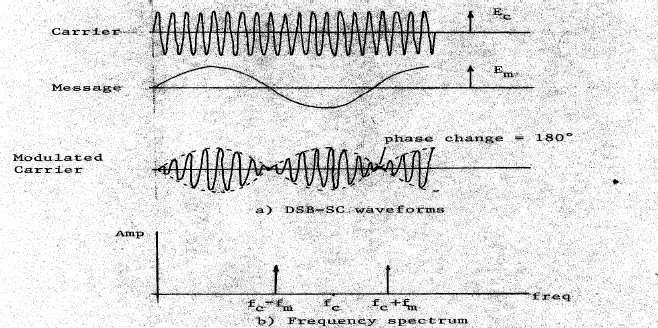 Carrier
E_c
Message
E_m
phase change = 180°
Modulated
Carrier
a) DSB-SC waveforms
Amp
f_c-f_m
f_c
f_c+f_m
freq
b) Frequency spectrum